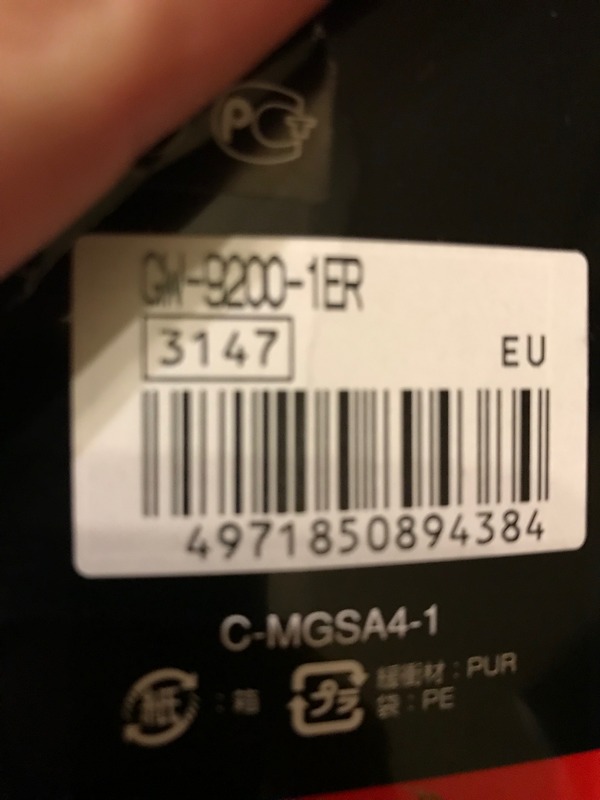 GW-9200-1ER
3147
EU
4971850894384
C-MGSA4-1
紙 : 箱
プラ 緩衝材 : PUR
袋 : PE